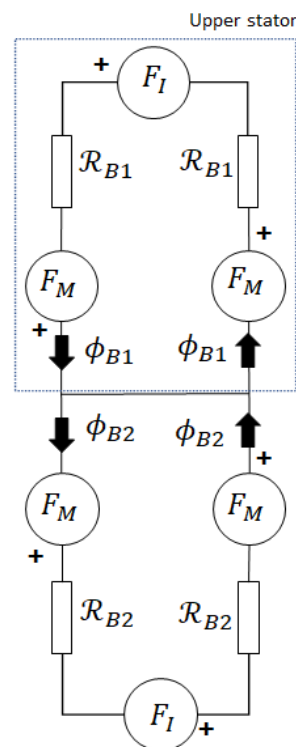 Upper stator
+
F_I
ℛ_B1 ℛ_B1
+
F_M F_M
+
ϕ_B1 ϕ_B1
ϕ_B2 ϕ_B2
+
F_M F_M
+
ℛ_B2 ℛ_B2
F_I
+